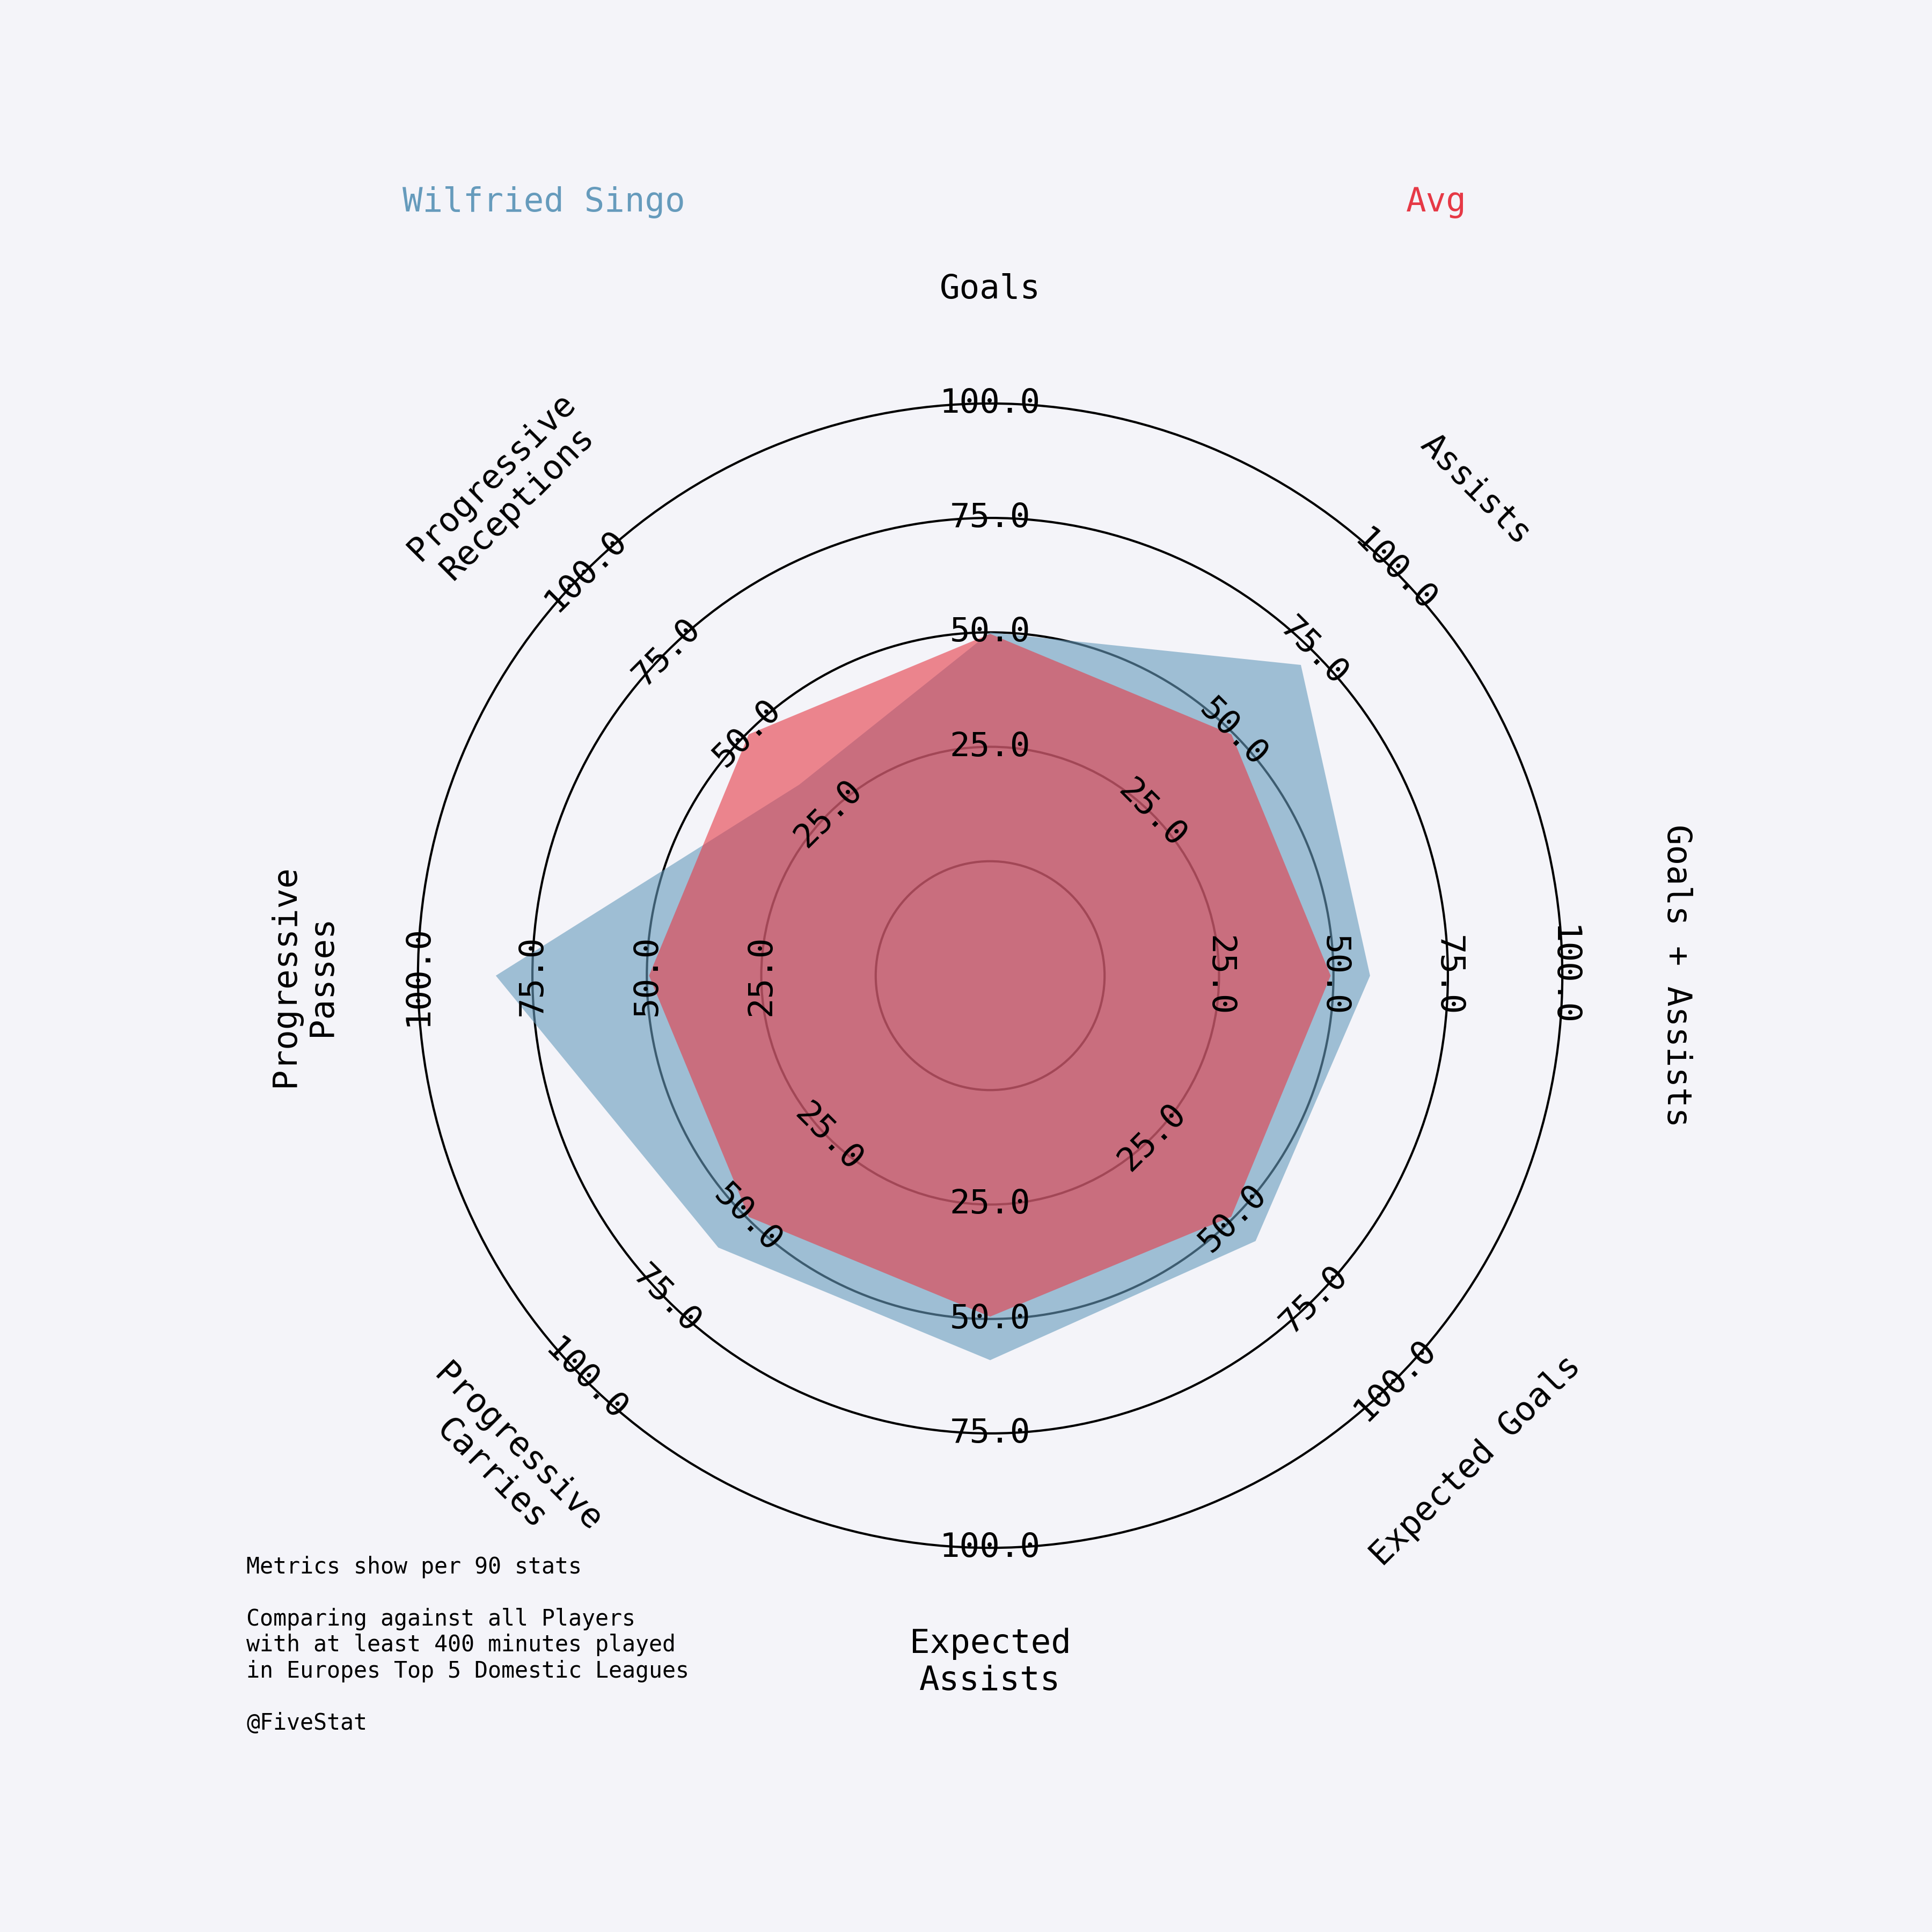 Wilfried Singo
Avg
Goals
Assists
Goals + Assists
Expected Goals
Expected
Assists
Progressive
Carries
Progressive
Passes
Progressive
Receptions
25.0
50.0
75.0
100.0
25.0
50.0
75.0
100.0
25.0
50.0
75.0
100.0
25.0
50.0
75.0
100.0
25.0
50.0
75.0
100.0
25.0
50.0
75.0
100.0
25.0
50.0
75.0
100.0
25.0
50.0
75.0
100.0
Metrics show per 90 stats
Comparing against all Players
with at least 400 minutes played
in Europes Top 5 Domestic Leagues
@FiveStat